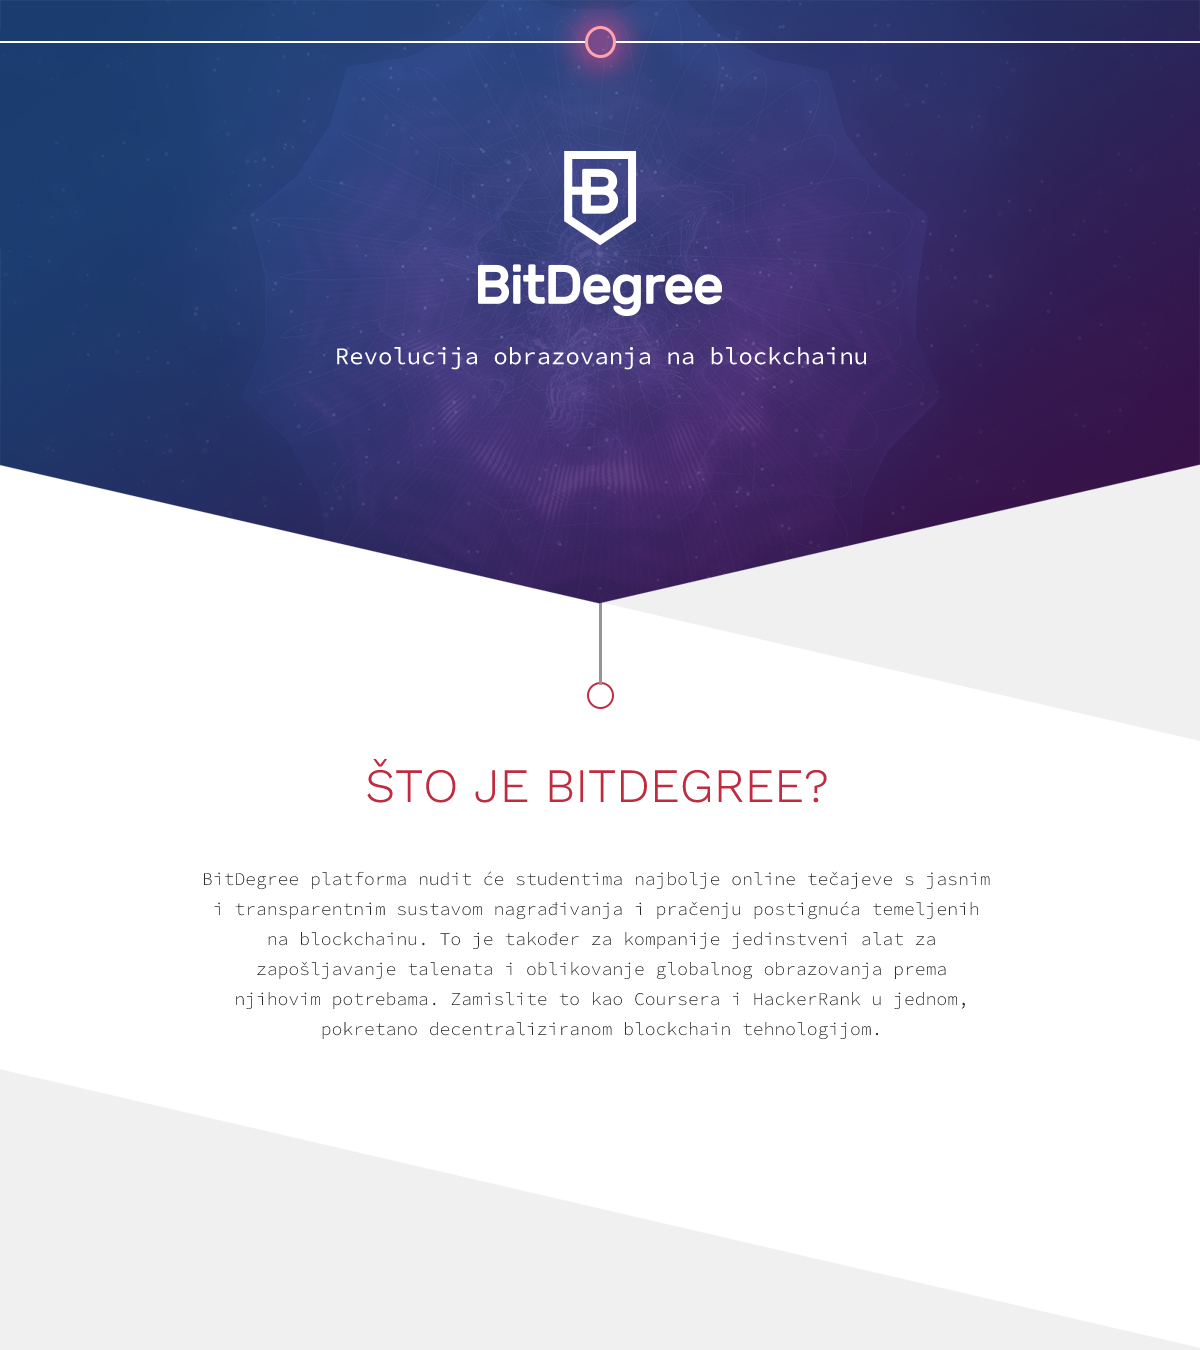 B
BitDegree
Revolucija obrazovanja na blockchainu
ŠTO JE BITDEGREE?
BitDegree platforma nudit će studentima najbolje online tečajeve s jasnim
i transparentnim sustavom nagrađivanja i pračenju postignuća temeljenih
na blockchainu. To je također za kompanije jedinstveni alat za
zapošljavanje talenata i oblikovanje globalnog obrazovanja prema
njihovim potrebama. Zamislite to kao Coursera i HackerRank u jednom,
pokretano decentraliziranom blockchain tehnologijom.